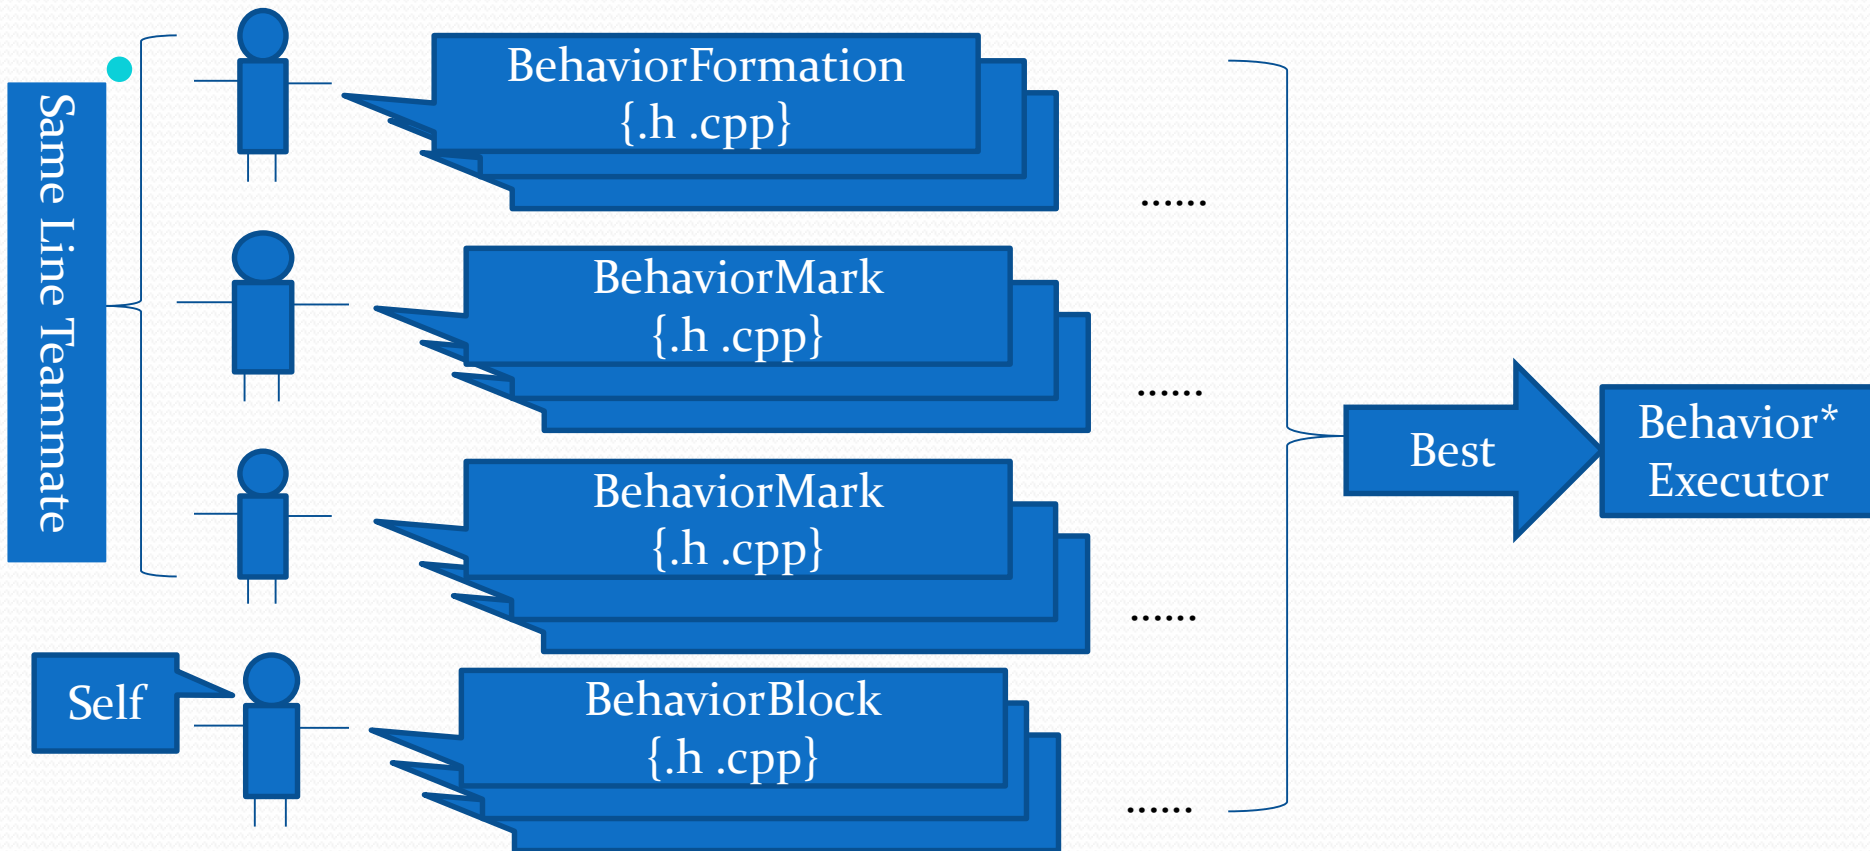 Same Line Teammate
BehaviorFormation
{.h .cpp}
......
BehaviorMark
{.h .cpp}
......
BehaviorMark
{.h .cpp}
......
Self
BehaviorBlock
{.h .cpp}
......
Best
Behavior*
Executor